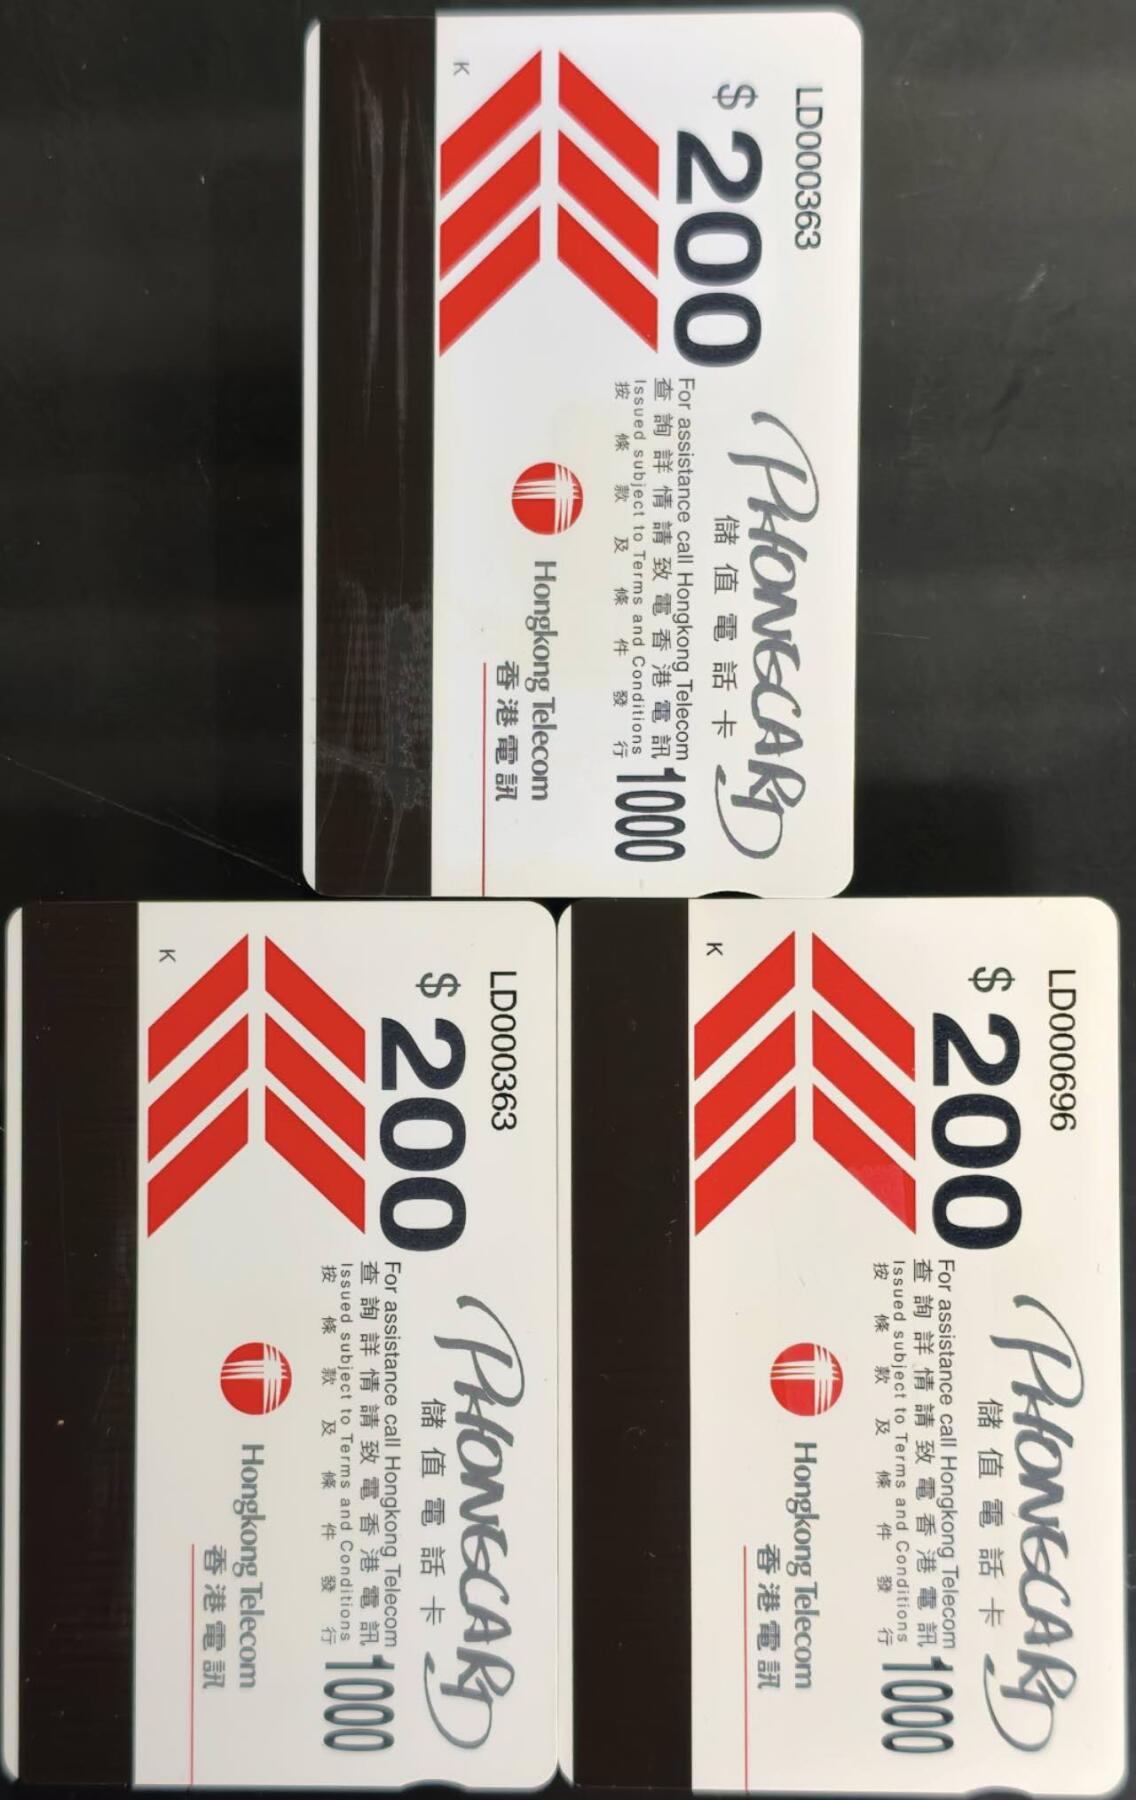 LD000363
$ 200
PHONECARD
儲值電話卡
For assistance call Hongkong Telecom
查詢詳情請致電香港電訊
Issued subject to Terms and Conditions
按條款及條件發行
1000
Hongkong Telecom
香港電訊
K
LD000363
$ 200
PHONECARD
儲值電話卡
For assistance call Hongkong Telecom
查詢詳情請致電香港電訊
Issued subject to Terms and Conditions
按條款及條件發行
1000
Hongkong Telecom
香港電訊
K
LD000696
$ 200
PHONECARD
儲值電話卡
For assistance call Hongkong Telecom
查詢詳情請致電香港電訊
Issued subject to Terms and Conditions
按條款及條件發行
1000
Hongkong Telecom
香港電訊
K